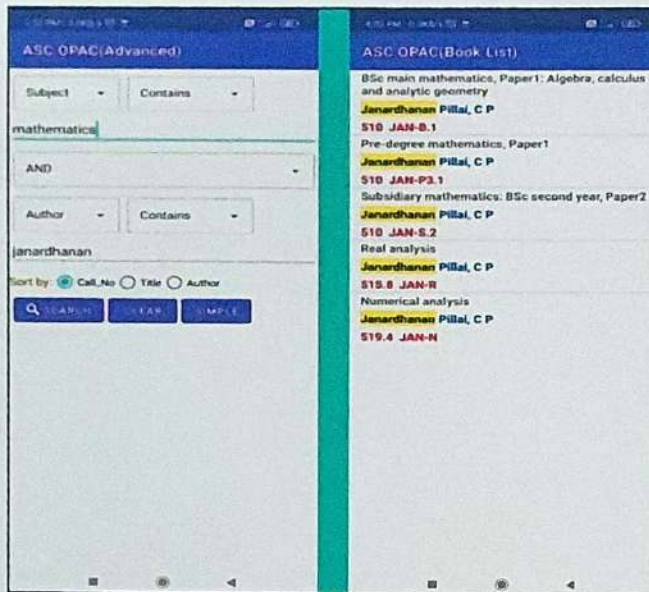 ASC OPAC(Advanced)
Subject
Contains
mathematics
AND
Author
Contains
janardhanan
Sort by: Call_No Title Author
SEARCH CLEAR SIMPLE
ASC OPAC(Book List)
BSc main mathematics, Paper1: Algebra, calculus
and analytic geometry
Janardhanan Pillai, C P
510 JAN-B.1
Pre-degree mathematics, Paper1
Janardhanan Pillai, C P
510 JAN-P3.1
Subsidiary mathematics: BSc second year, Paper2
Janardhanan Pillai, C P
510 JAN-S.2
Real analysis
Janardhanan Pillai, C P
515.8 JAN-R
Numerical analysis
Janardhanan Pillai, C P
519.4 JAN-N